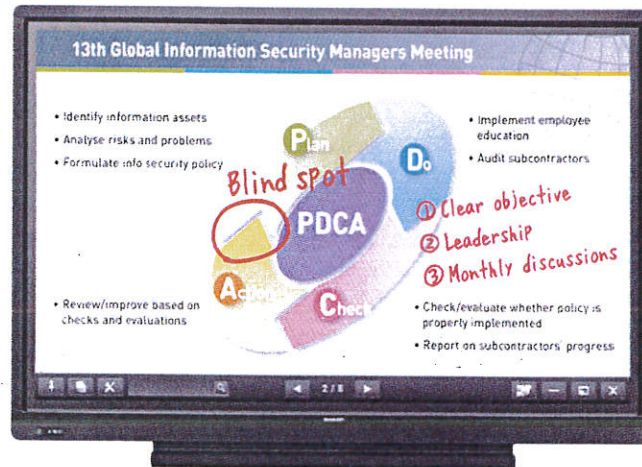 13th Global Information Security Managers Meeting
• Identify information assets
• Analyse risks and problems
• Formulate info security policy
• Implement employee
education
• Audit subcontractors
Plan
Do
Blind spot
PDCA
① Clear objective
② Leadership
③ Monthly discussions
Action
Check
• Review/improve based on
checks and evaluations
• Check/evaluate whether policy is
properly implemented
• Report on subcontractors' progress
2 / 8
SHARP